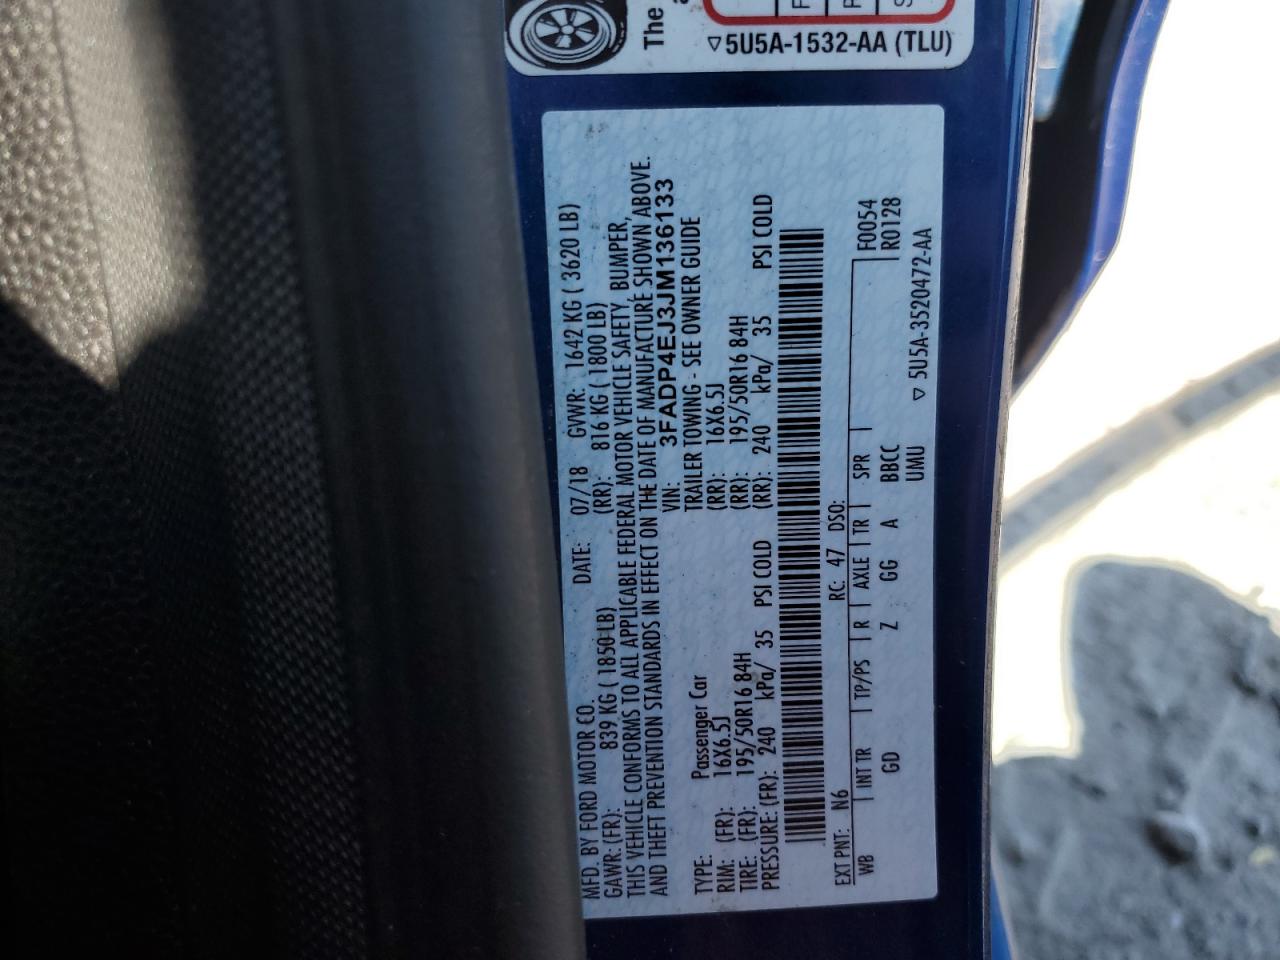 The
▽5U5A-1532-AA (TLU)
MFD. BY FORD MOTOR CO. DATE: 07/18 GVWR: 1642 KG ( 3620 LB)
GAWR: (FR): 839 KG ( 1850 LB) (RR): 816 KG ( 1800 LB)
THIS VEHICLE CONFORMS TO ALL APPLICABLE FEDERAL MOTOR VEHICLE SAFETY, BUMPER,
AND THEFT PREVENTION STANDARDS IN EFFECT ON THE DATE OF MANUFACTURE SHOWN ABOVE.
VIN: 3FADP4EJ3JM136133
TYPE: Passenger Car TRAILER TOWING - SEE OWNER GUIDE
RIM: (FR): 16X6.5J (RR): 16X6.5J
TIRE: (FR): 195/50R16 84H (RR): 195/50R16 84H
PRESSURE: (FR): 240 kPa/ 35 PSI COLD (RR): 240 kPa/ 35 PSI COLD
EXT PNT: N6 RC: 47 DSO: F0054
WB INT TR TP/PS R AXLE TR SPR R0128
GD Z GG A BBCC
UMU
▽ 5U5A-3520472-AA